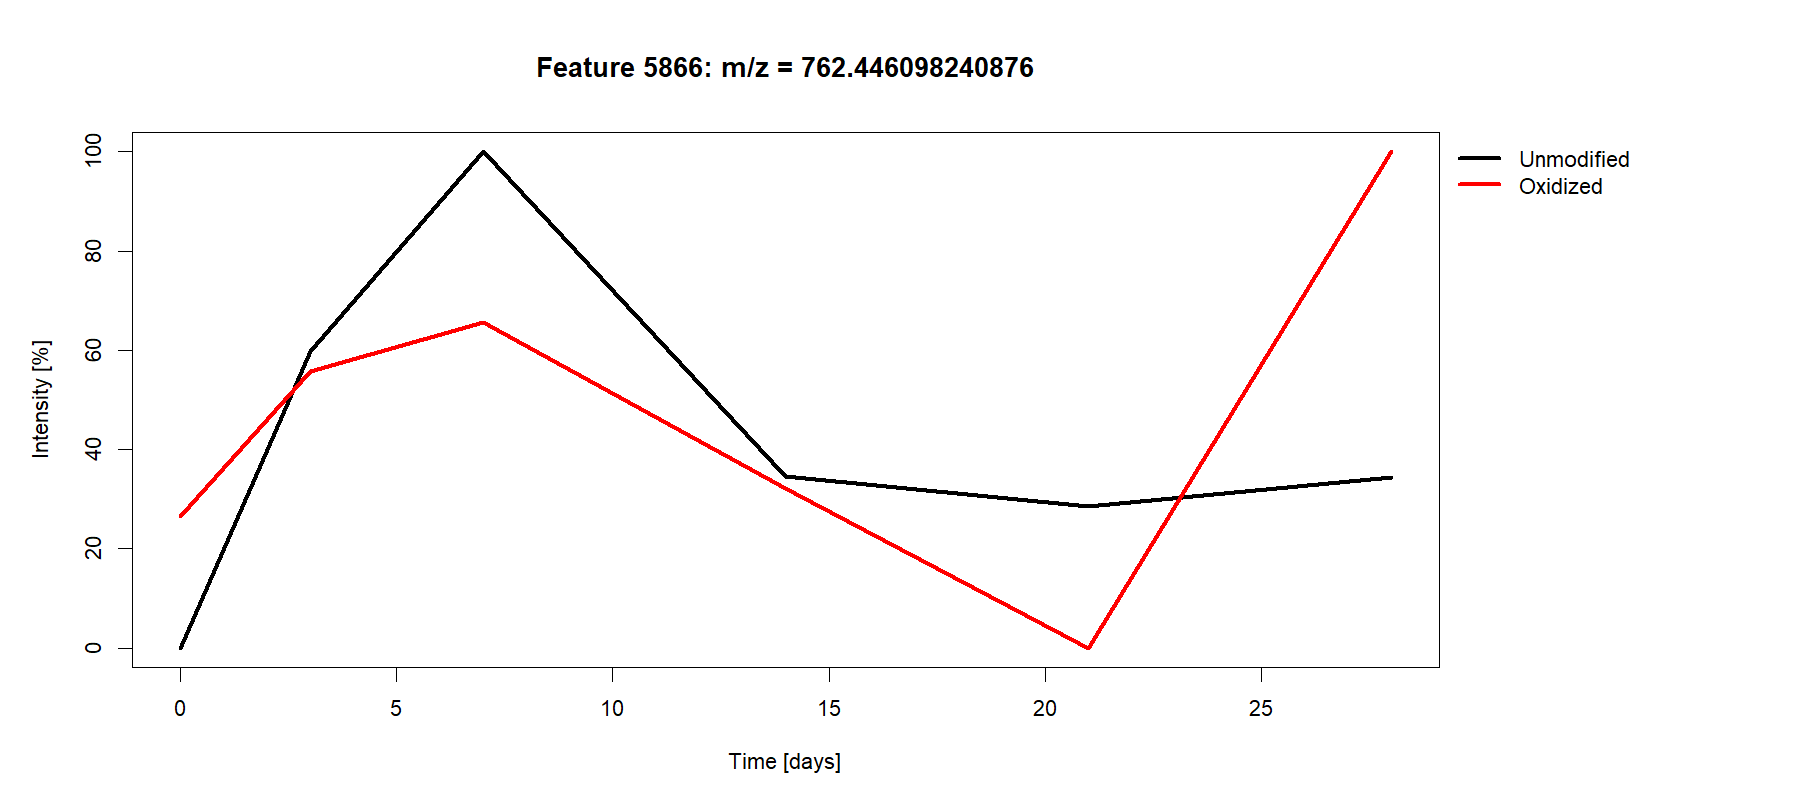 Feature 5866: m/z = 762.446098240876
Unmodified
Oxidized
Intensity [%]
100
80
60
40
20
0
0 5 10 15 20 25
Time [days]